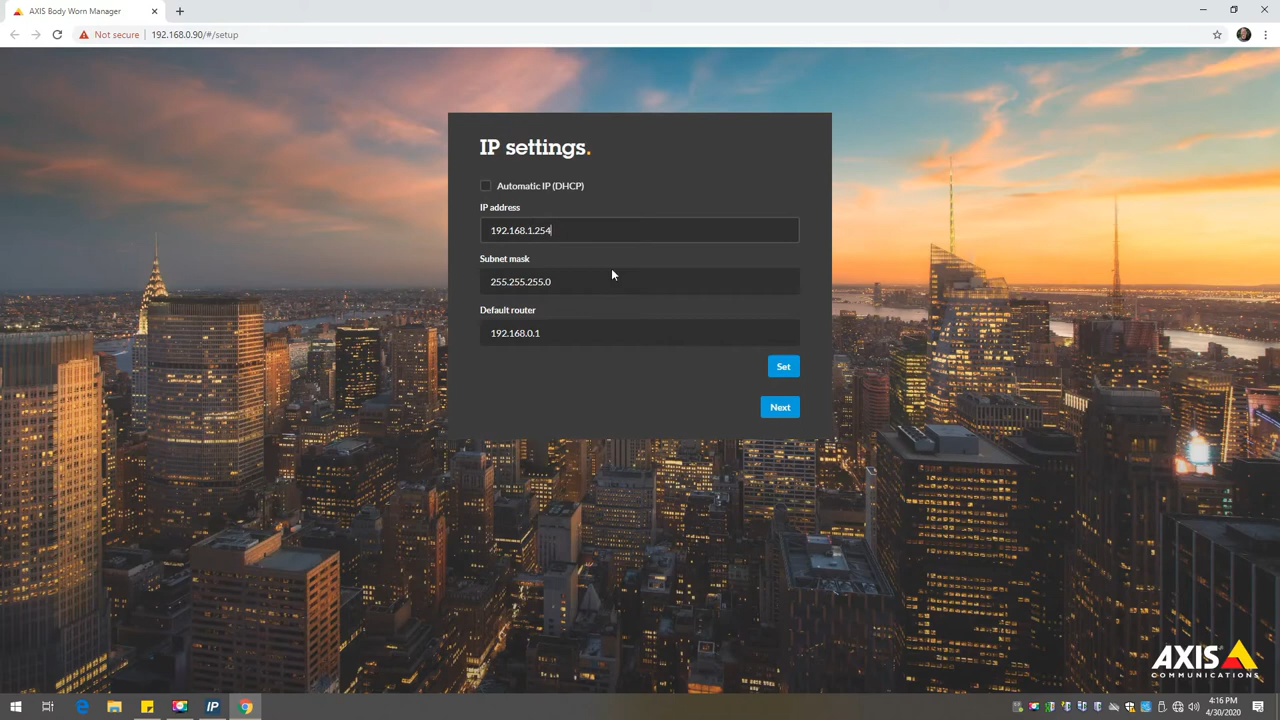 AXIS Body Worn Manager
Not secure
192.168.0.90/#/setup
IP settings.
Automatic IP (DHCP)
IP address
192.168.1.254
Subnet mask
255.255.255.0
Default router
192.168.0.1
Set
Next
AXIS
COMMUNICATIONS
IP
4:16 PM
4/30/2020